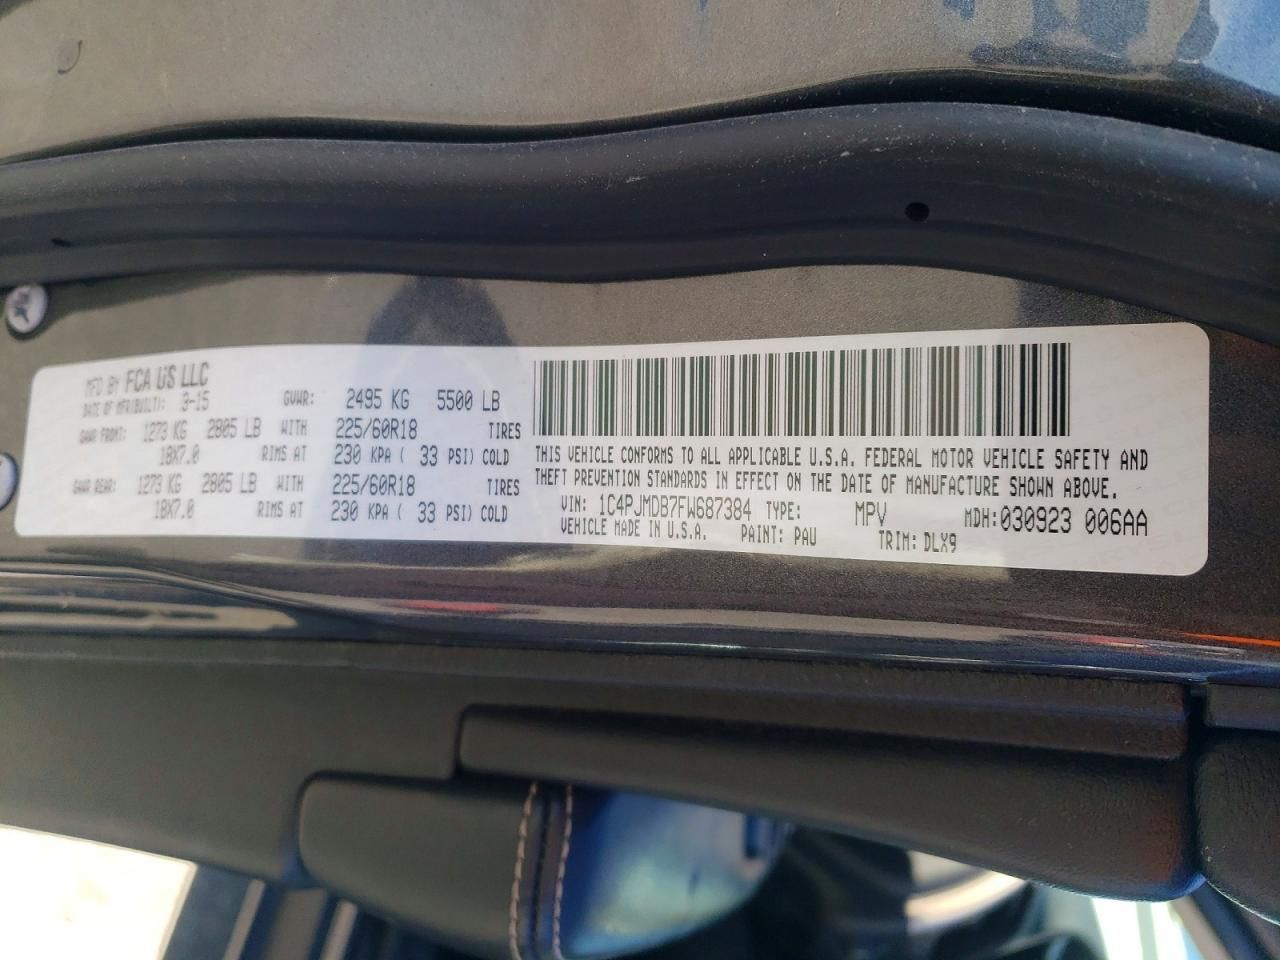 MFD BY FCA US LLC
DATE OF MFR(BUILT): 3-15 GVWR: 2495 KG 5500 LB
GAWR FRONT: 1273 KG 2805 LB WITH 225/60R18 TIRES
18X7.0 RIMS AT 230 KPA ( 33 PSI) COLD
GAWR REAR: 1273 KG 2805 LB WITH 225/60R18 TIRES
18X7.0 RIMS AT 230 KPA ( 33 PSI) COLD
THIS VEHICLE CONFORMS TO ALL APPLICABLE U.S.A. FEDERAL MOTOR VEHICLE SAFETY AND
THEFT PREVENTION STANDARDS IN EFFECT ON THE DATE OF MANUFACTURE SHOWN ABOVE.
VIN: 1C4PJMDB7FW687384 TYPE: MPV MDH:030923 006AA
VEHICLE MADE IN U.S.A. PAINT: PAU TRIM: DLX9